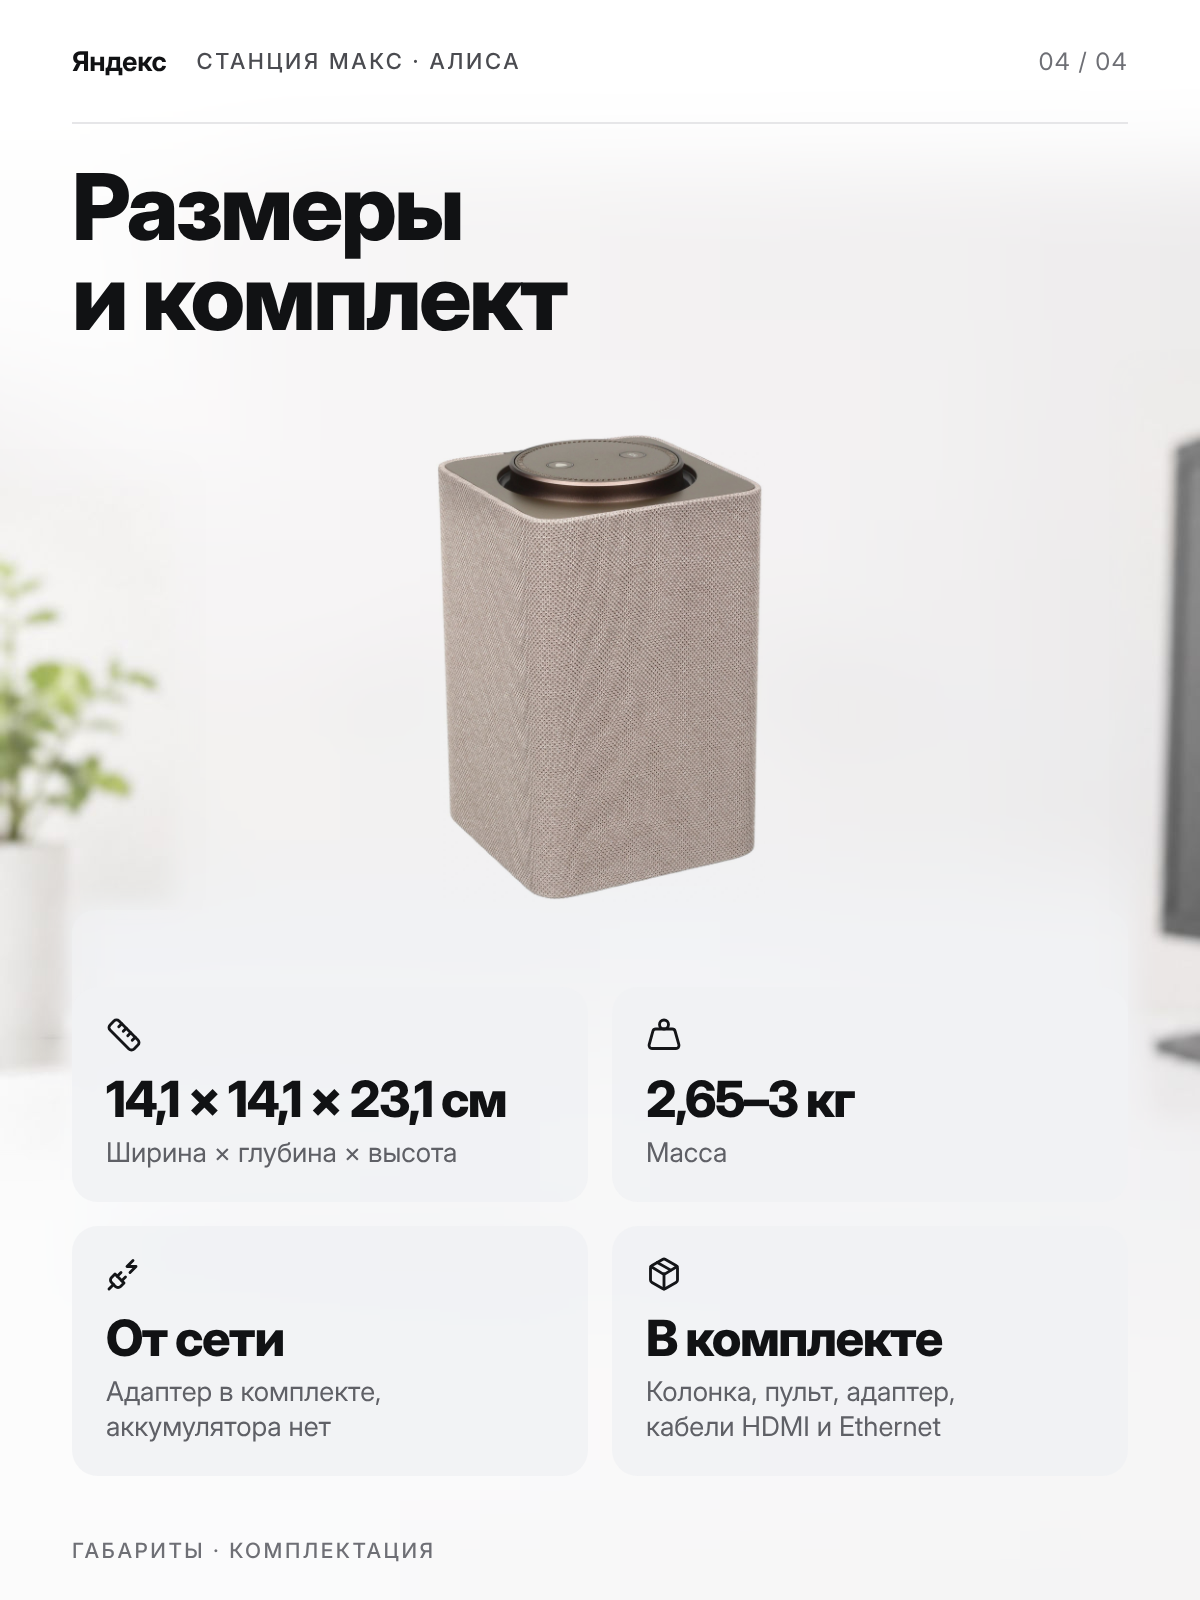 Яндекс СТАНЦИЯ МАКС · АЛИСА 04 / 04
Размеры
и комплект
14,1 × 14,1 × 23,1 см
Ширина × глубина × высота
2,65–3 кг
Масса
От сети
Адаптер в комплекте,
аккумулятора нет
В комплекте
Колонка, пульт, адаптер,
кабели HDMI и Ethernet
ГАБАРИТЫ · КОМПЛЕКТАЦИЯ